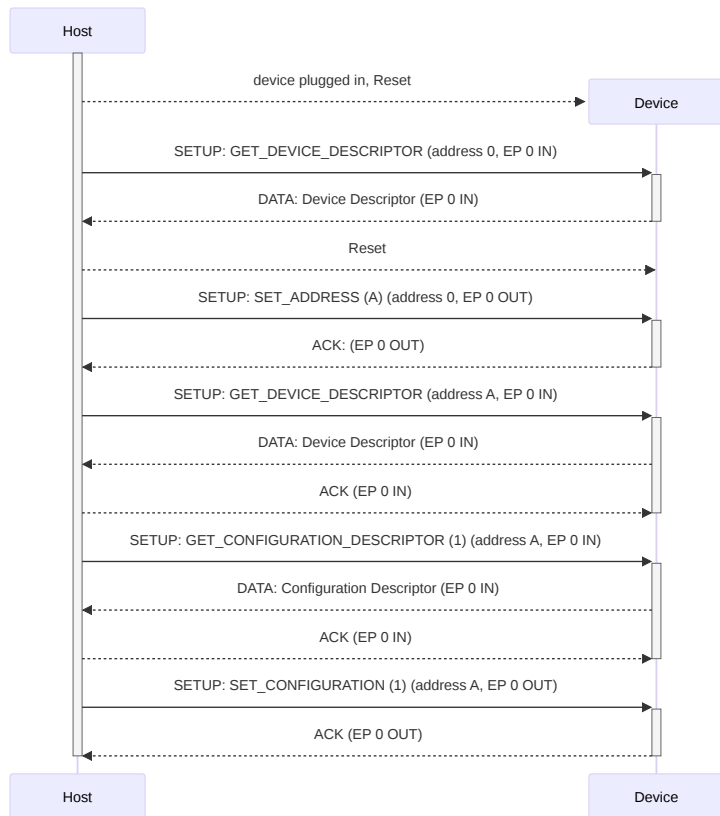 Host
device plugged in, Reset
Device
SETUP: GET_DEVICE_DESCRIPTOR (address 0, EP 0 IN)
DATA: Device Descriptor (EP 0 IN)
Reset
SETUP: SET_ADDRESS (A) (address 0, EP 0 OUT)
ACK: (EP 0 OUT)
SETUP: GET_DEVICE_DESCRIPTOR (address A, EP 0 IN)
DATA: Device Descriptor (EP 0 IN)
ACK (EP 0 IN)
SETUP: GET_CONFIGURATION_DESCRIPTOR (1) (address A, EP 0 IN)
DATA: Configuration Descriptor (EP 0 IN)
ACK (EP 0 IN)
SETUP: SET_CONFIGURATION (1) (address A, EP 0 OUT)
ACK (EP 0 OUT)
Host
Device